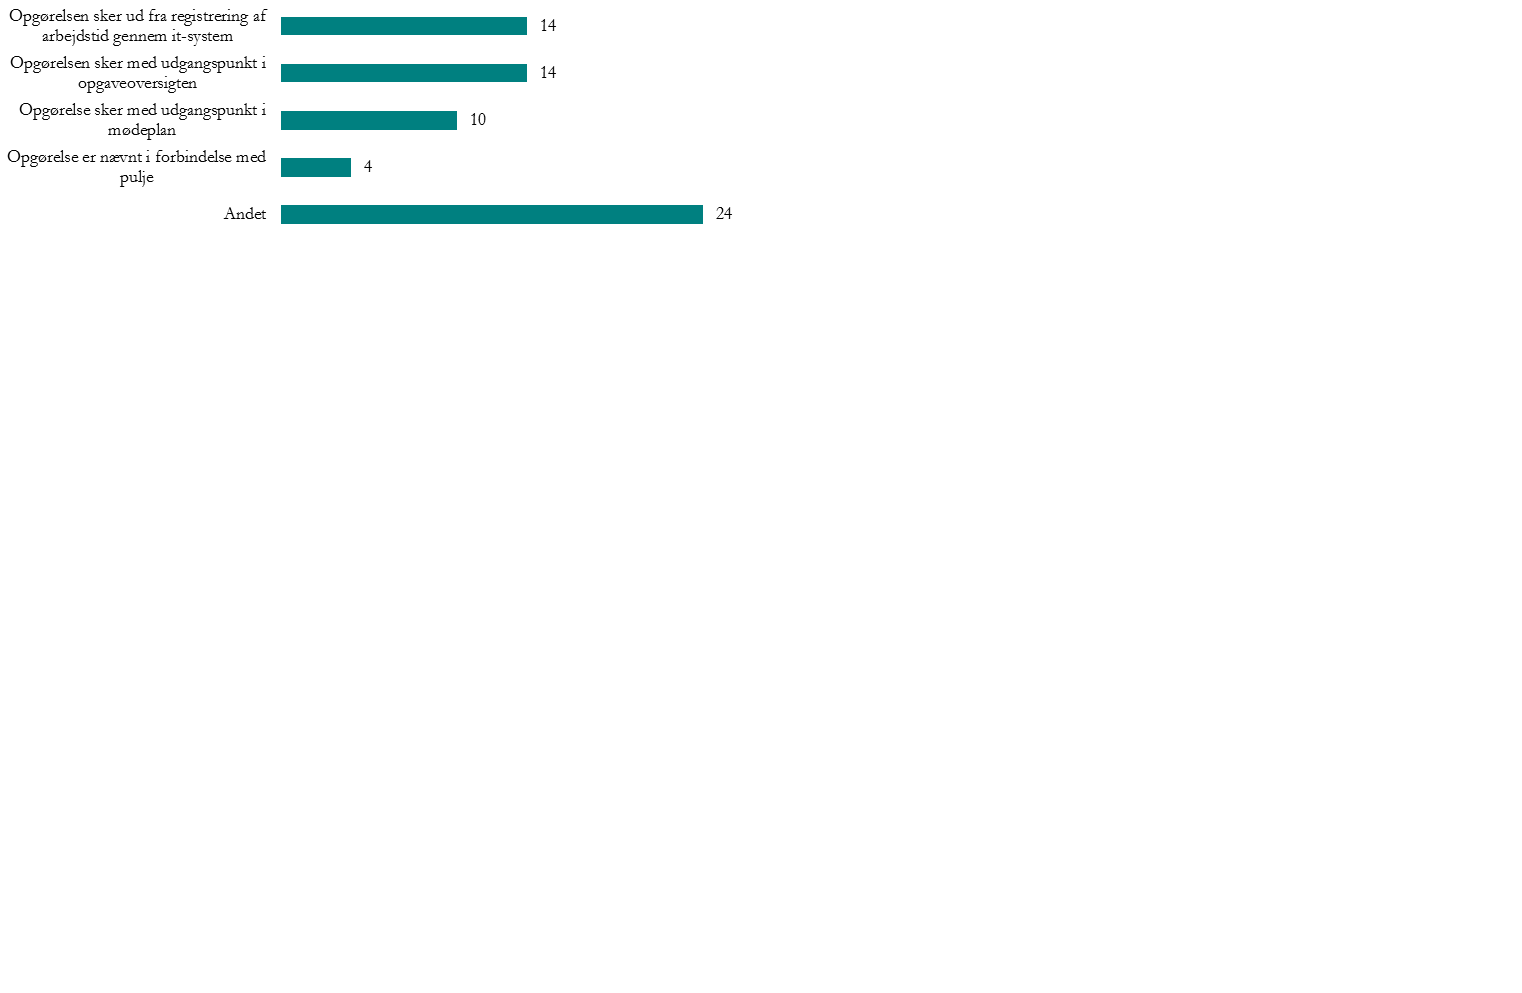 Opgørelsen sker ud fra registrering af
arbejdstid gennem it-system
14
Opgørelsen sker med udgangspunkt i
opgaveoversigten
14
Opgørelse sker med udgangspunkt i
mødeplan
10
Opgørelse er nævnt i forbindelse med
pulje
4
Andet
24